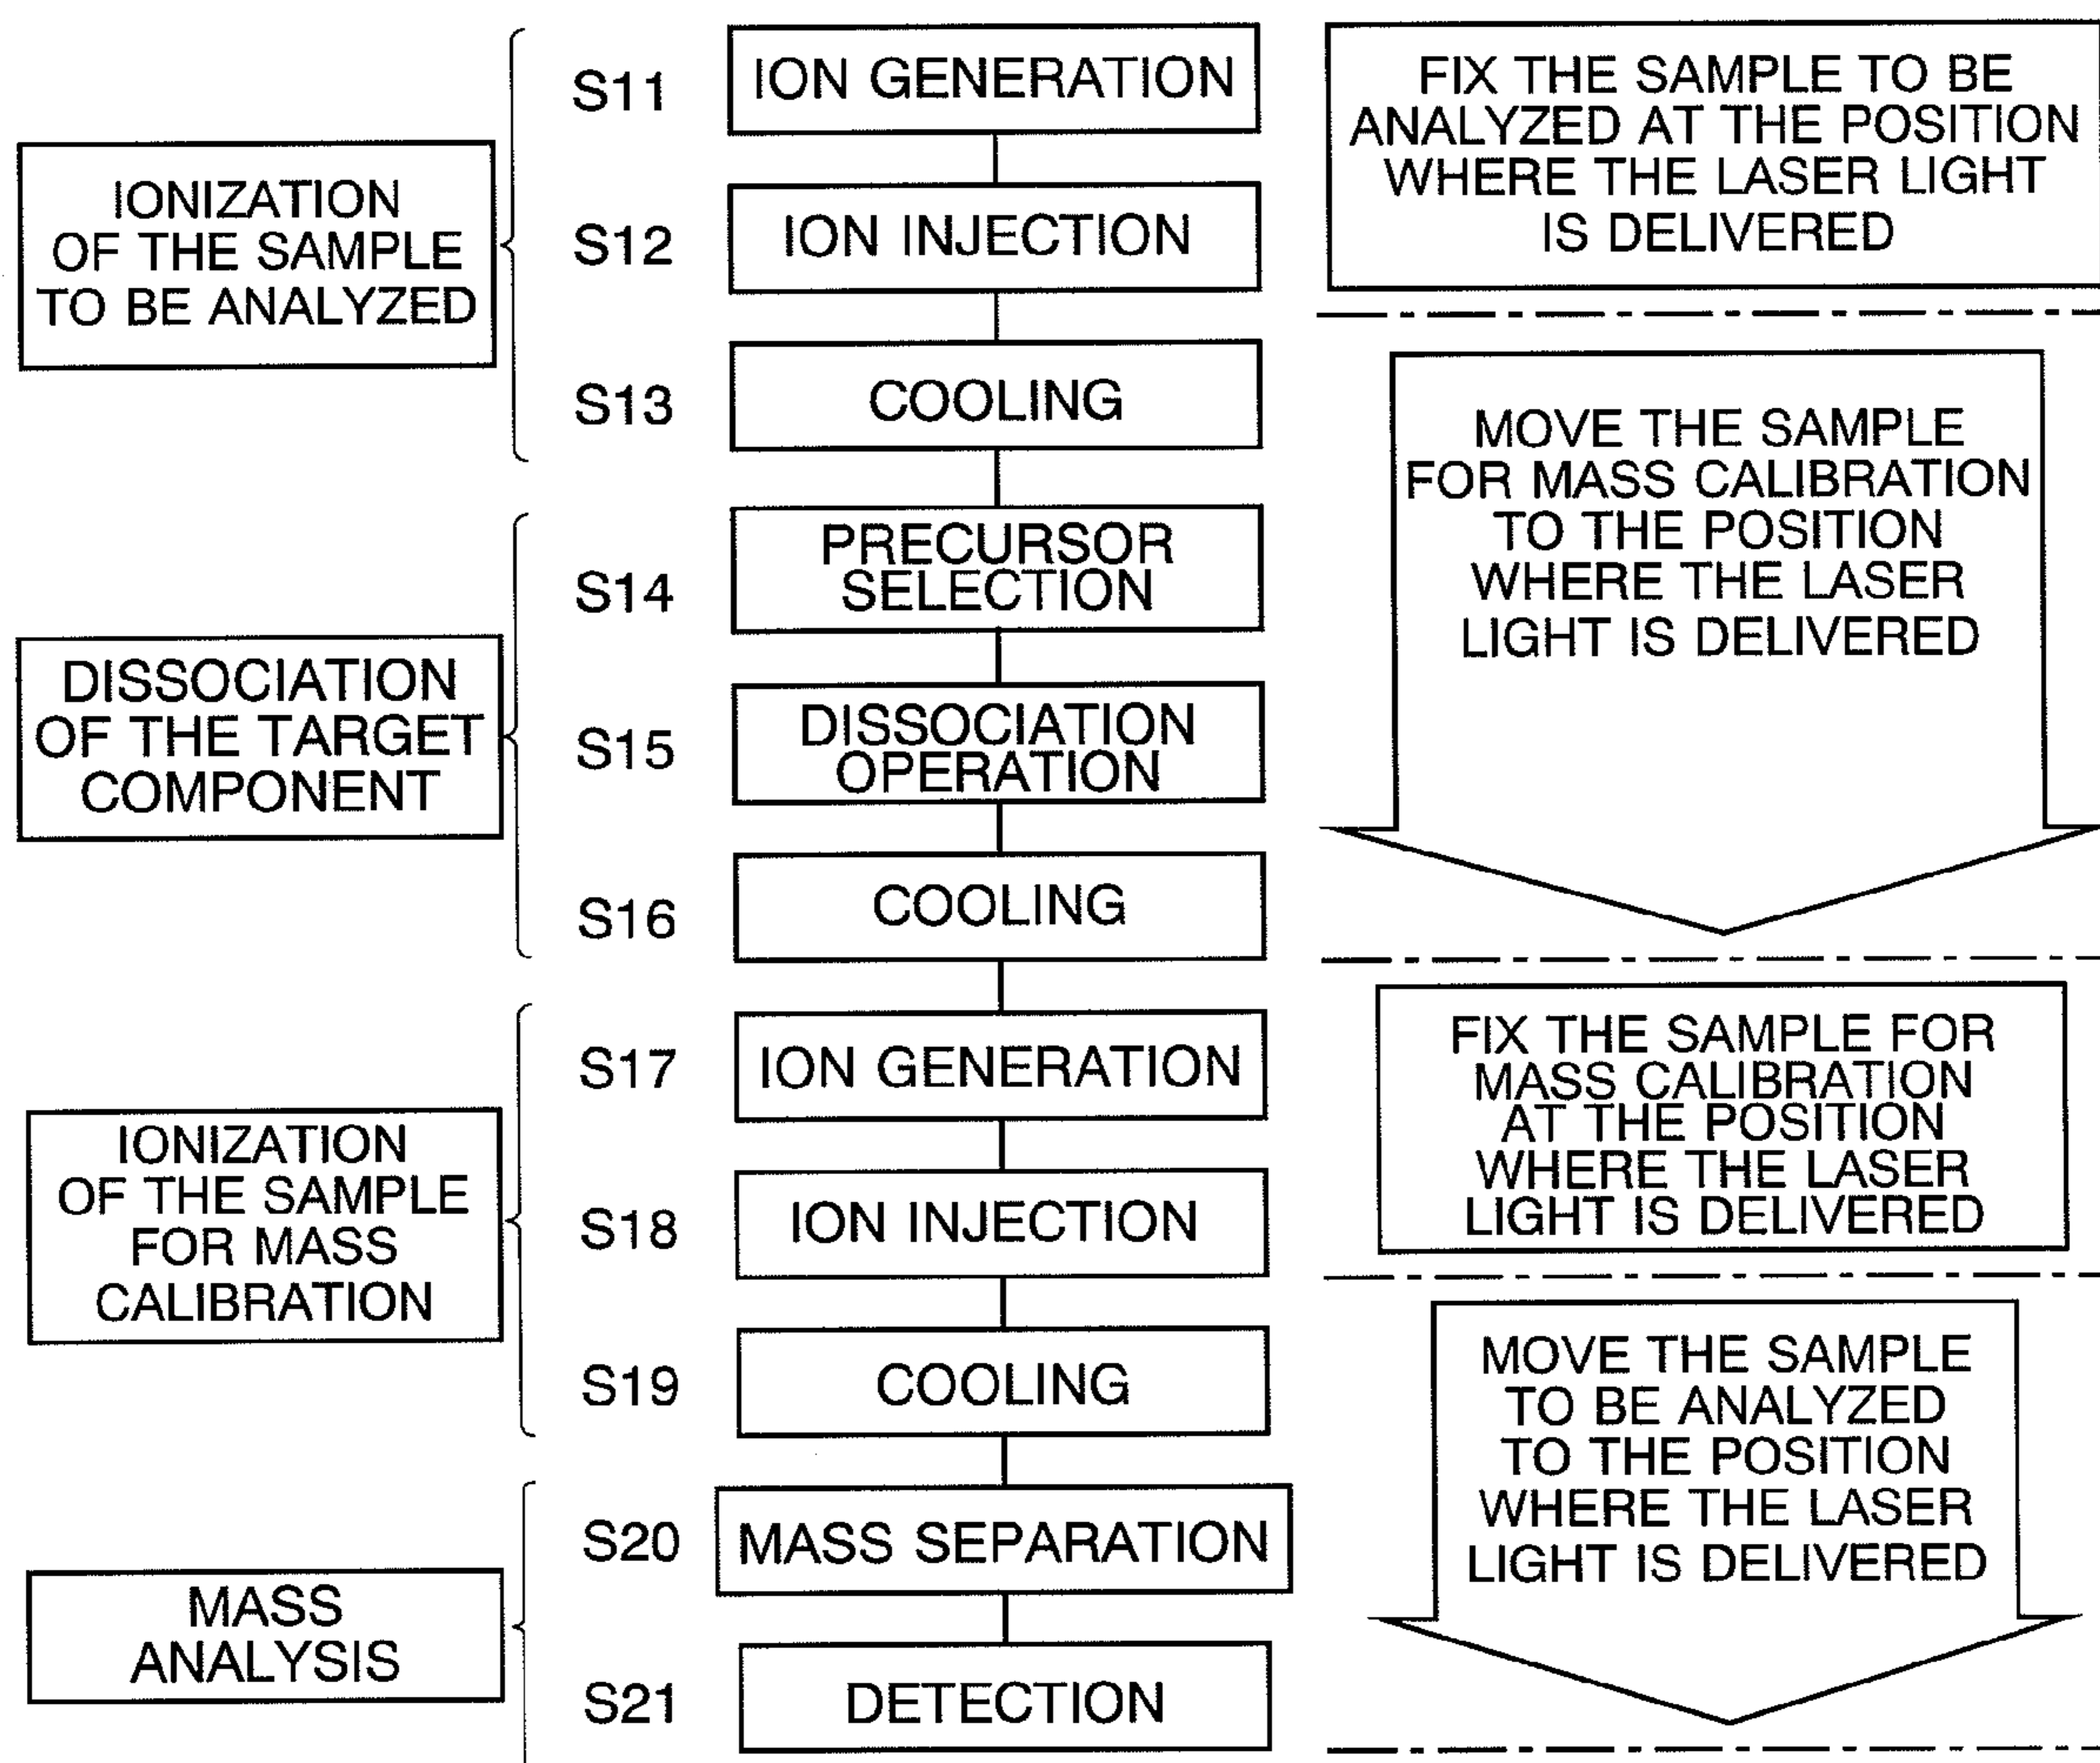 IONIZATION
OF THE SAMPLE
TO BE ANALYZED
S11
ION GENERATION
S12
ION INJECTION
S13
COOLING
FIX THE SAMPLE TO BE
ANALYZED AT THE POSITION
WHERE THE LASER LIGHT
IS DELIVERED
DISSOCIATION
OF THE TARGET
COMPONENT
S14
PRECURSOR
SELECTION
S15
DISSOCIATION
OPERATION
S16
COOLING
MOVE THE SAMPLE
FOR MASS CALIBRATION
TO THE POSITION
WHERE THE LASER
LIGHT IS DELIVERED
IONIZATION
OF THE SAMPLE
FOR MASS
CALIBRATION
S17
ION GENERATION
S18
ION INJECTION
S19
COOLING
FIX THE SAMPLE FOR
MASS CALIBRATION
AT THE POSITION
WHERE THE LASER
LIGHT IS DELIVERED
MASS
ANALYSIS
S20
MASS SEPARATION
S21
DETECTION
MOVE THE SAMPLE
TO BE ANALYZED
TO THE POSITION
WHERE THE LASER
LIGHT IS DELIVERED